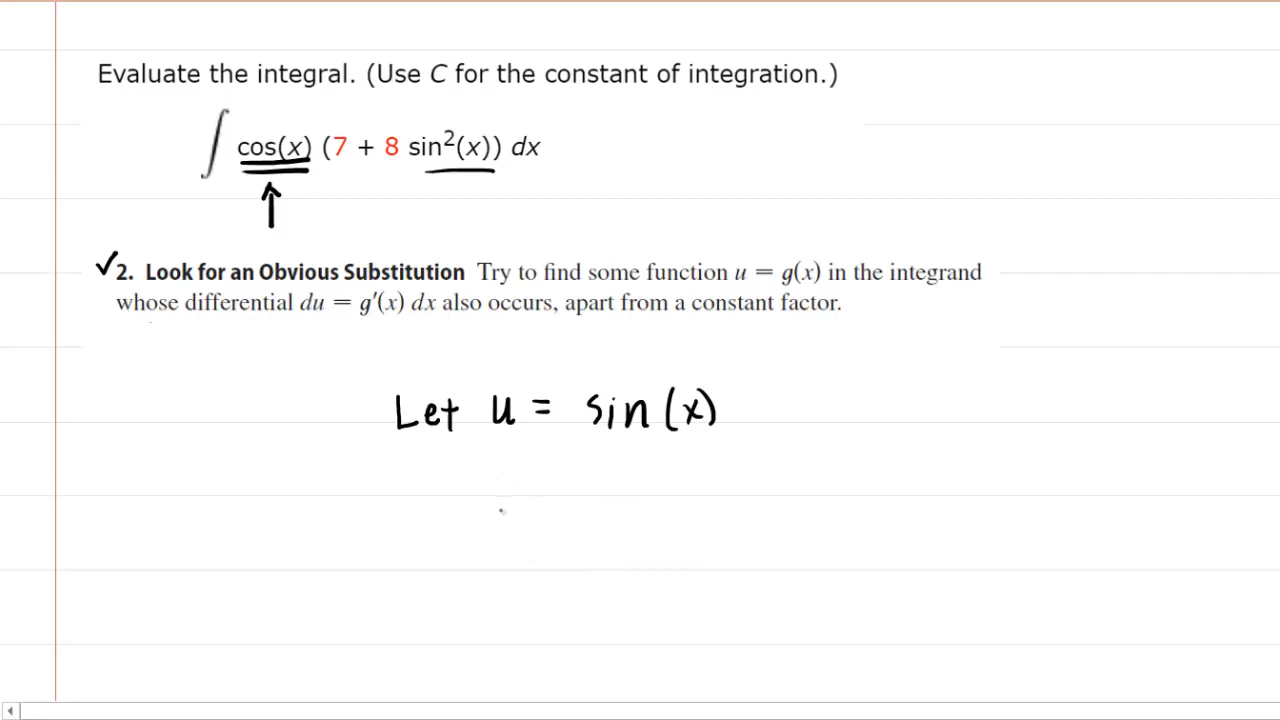 Evaluate the integral. (Use C for the constant of integration.)
∫ cos(x) (7 + 8 sin²(x)) dx
✓2. Look for an Obvious Substitution Try to find some function u = g(x) in the integrand
whose differential du = g′(x) dx also occurs, apart from a constant factor.
Let u = sin(x)